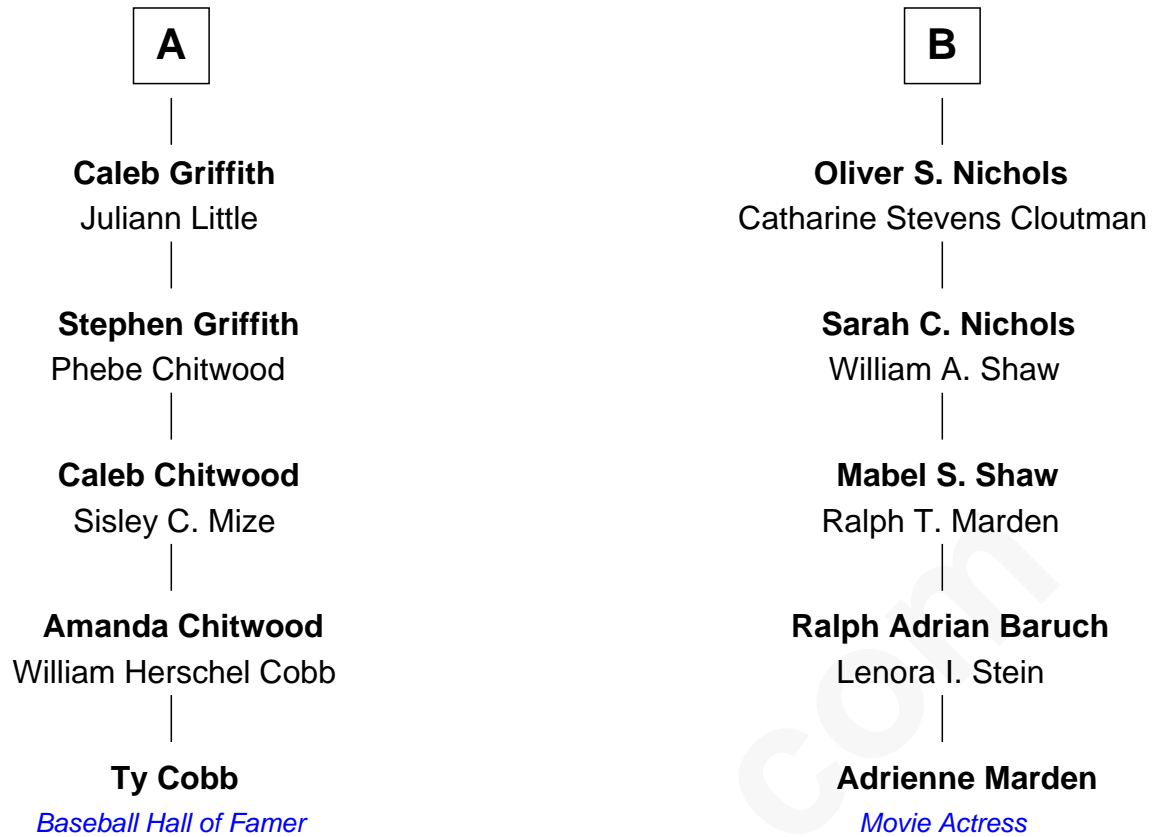 A
Caleb Griffith
Juliann Little
Stephen Griffith
Phebe Chitwood
Caleb Chitwood
Sisley C. Mize
Amanda Chitwood
William Herschel Cobb
Ty Cobb
Baseball Hall of Famer
B
Oliver S. Nichols
Catharine Stevens Cloutman
Sarah C. Nichols
William A. Shaw
Mabel S. Shaw
Ralph T. Marden
Ralph Adrian Baruch
Lenora I. Stein
Adrienne Marden
Movie Actress
com